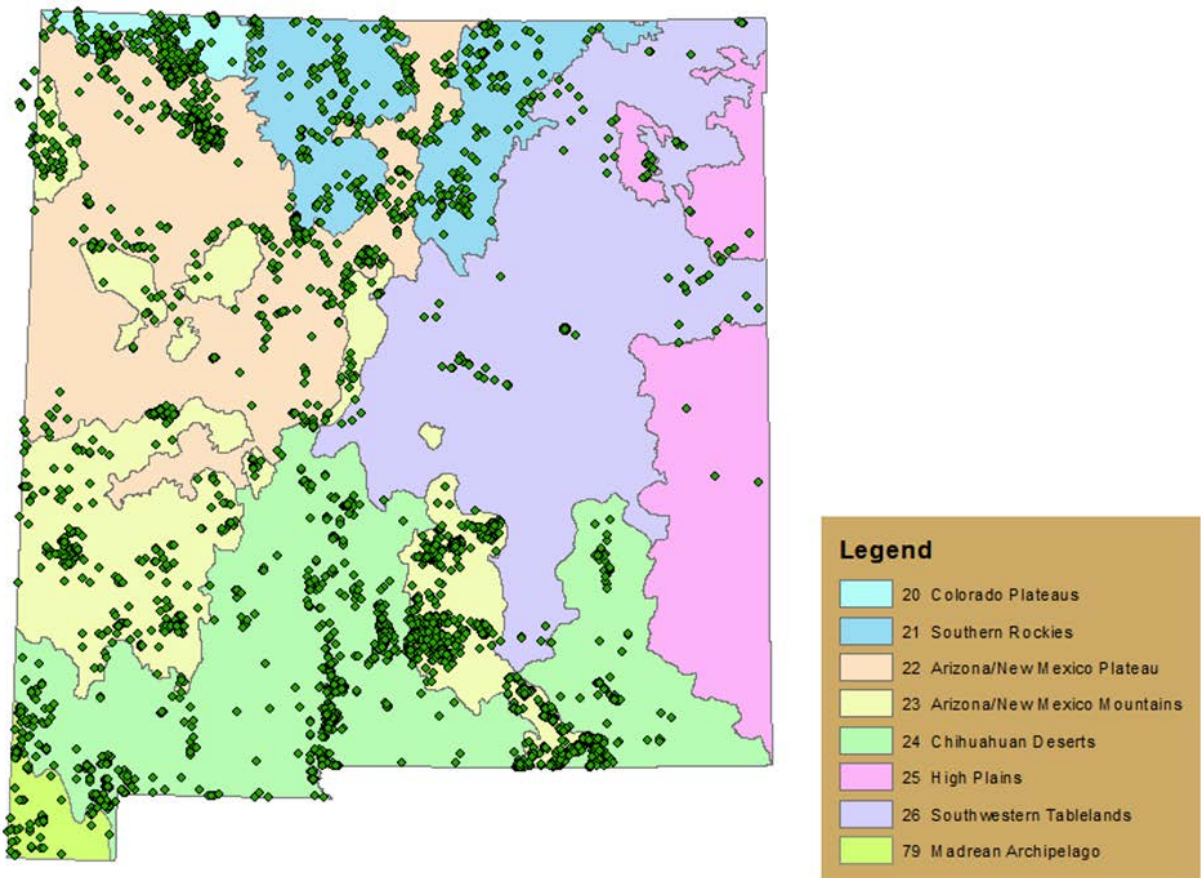 Legend
20 Colorado Plateaus
21 Southern Rockies
22 Arizona/New Mexico Plateau
23 Arizona/New Mexico Mountains
24 Chihuahuan Deserts
25 High Plains
26 Southwestern Tablelands
79 Madrean Archipelago